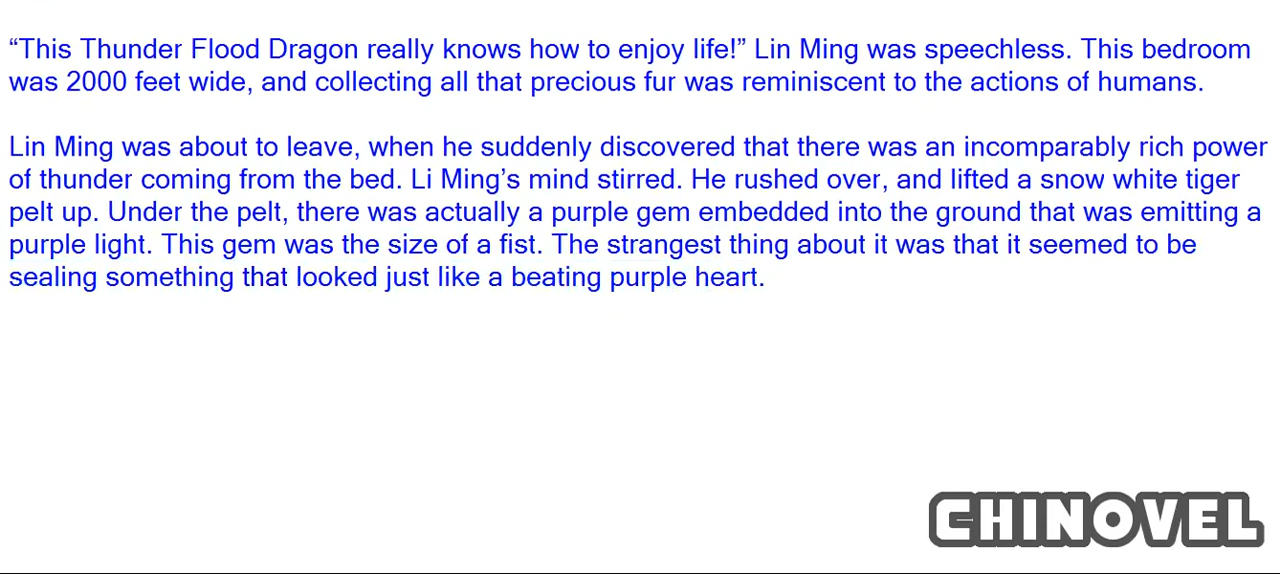 “This Thunder Flood Dragon really knows how to enjoy life!” Lin Ming was speechless. This bedroom
was 2000 feet wide, and collecting all that precious fur was reminiscent to the actions of humans.
Lin Ming was about to leave, when he suddenly discovered that there was an incomparably rich power
of thunder coming from the bed. Li Ming’s mind stirred. He rushed over, and lifted a snow white tiger
pelt up. Under the pelt, there was actually a purple gem embedded into the ground that was emitting a
purple light. This gem was the size of a fist. The strangest thing about it was that it seemed to be
sealing something that looked just like a beating purple heart.
CHINOVEL